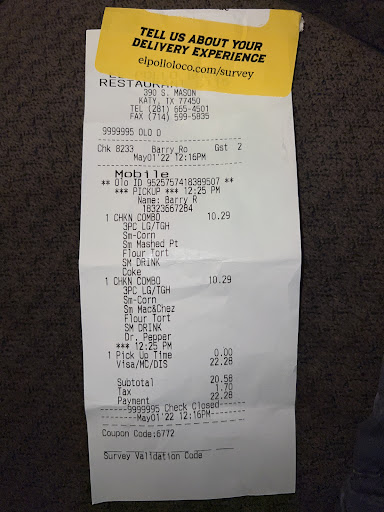 TELL US ABOUT YOUR
DELIVERY EXPERIENCE
elpolloloco.com/survey
RESTAURANT
390 S. MASON
KATY, TX 77450
TEL (281) 665-4501
FAX (714) 599-5835
9999995 OLO O
Chk 8233 Barry Ro Gst 2
May01'22 12:16PM
Mobile
** Olo ID 9525757418389507 **
*** PICKUP *** 12:25 PM
Name: Barry R
18323667284
1 CHKN COMBO 10.29
3PC LG/TGH
Sm-Corn
Sm Mashed Pt
Flour Tort
SM DRINK
Coke
1 CHKN COMBO 10.29
3PC LG/TGH
Sm-Corn
Sm Mac&Chez
Flour Tort
SM DRINK
Dr. Pepper
*** 12:25 PM
1 Pick Up Time 0.00
Visa/MC/DIS 22.28
Subtotal 20.58
Tax 1.70
Payment 22.28
------9999995 Check Closed------
------May01'22 12:16PM------
Coupon Code:6772
Survey Validation Code